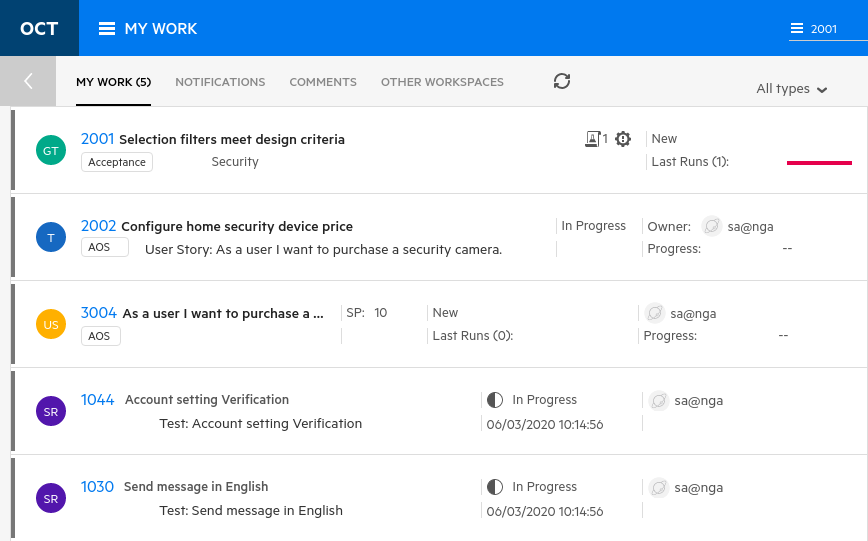 OCT MY WORK 2001
MY WORK (5) NOTIFICATIONS COMMENTS OTHER WORKSPACES All types
GT 2001 Selection filters meet design criteria 1 New
Acceptance Security Last Runs (1):
T 2002 Configure home security device price In Progress Owner: sa@nga
AOS User Story: As a user I want to purchase a security camera. Progress: --
US 3004 As a user I want to purchase a ... SP: 10 New sa@nga
AOS Last Runs (0): Progress: --
SR 1044 Account setting Verification In Progress sa@nga
Test: Account setting Verification 06/03/2020 10:14:56
SR 1030 Send message in English In Progress sa@nga
Test: Send message in English 06/03/2020 10:14:56